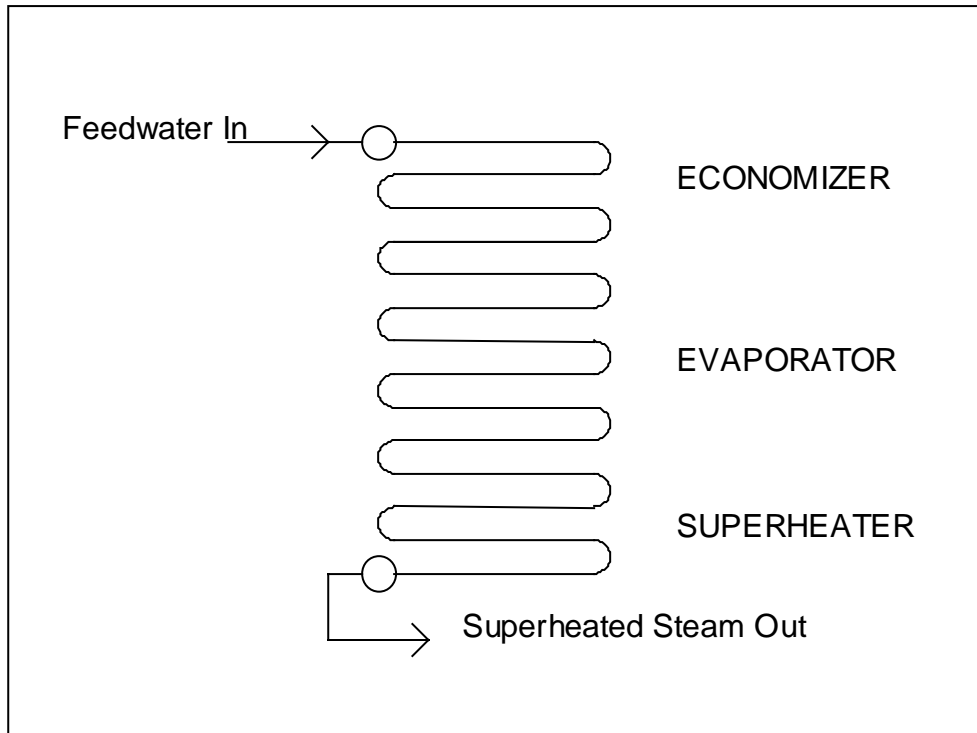 Feedwater In
ECONOMIZER
EVAPORATOR
SUPERHEATER
Superheated Steam Out